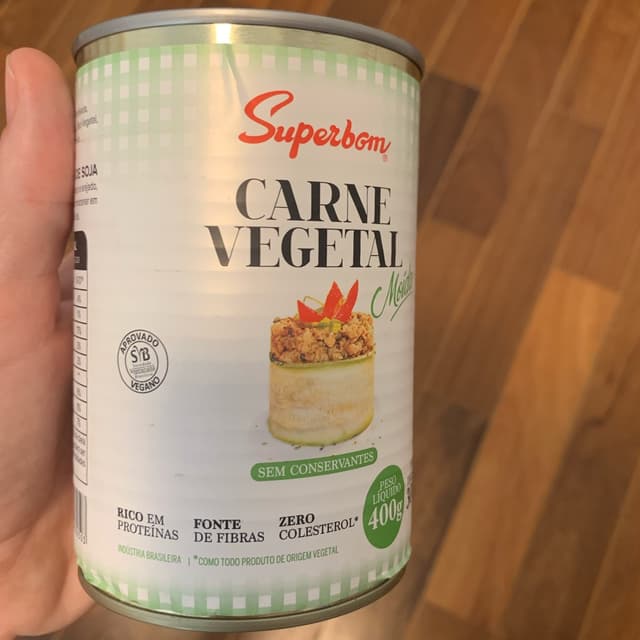 Superbom
CARNE
VEGETAL
DE SOJA
APROVADO
SVB
VEGANO
SEM CONSERVANTES
PESO
LÍQUIDO
400g
RICO EM
PROTEÍNAS
FONTE
DE FIBRAS
ZERO
COLESTEROL*
INDÚSTRIA BRASILEIRA | *COMO TODO PRODUTO DE ORIGEM VEGETAL